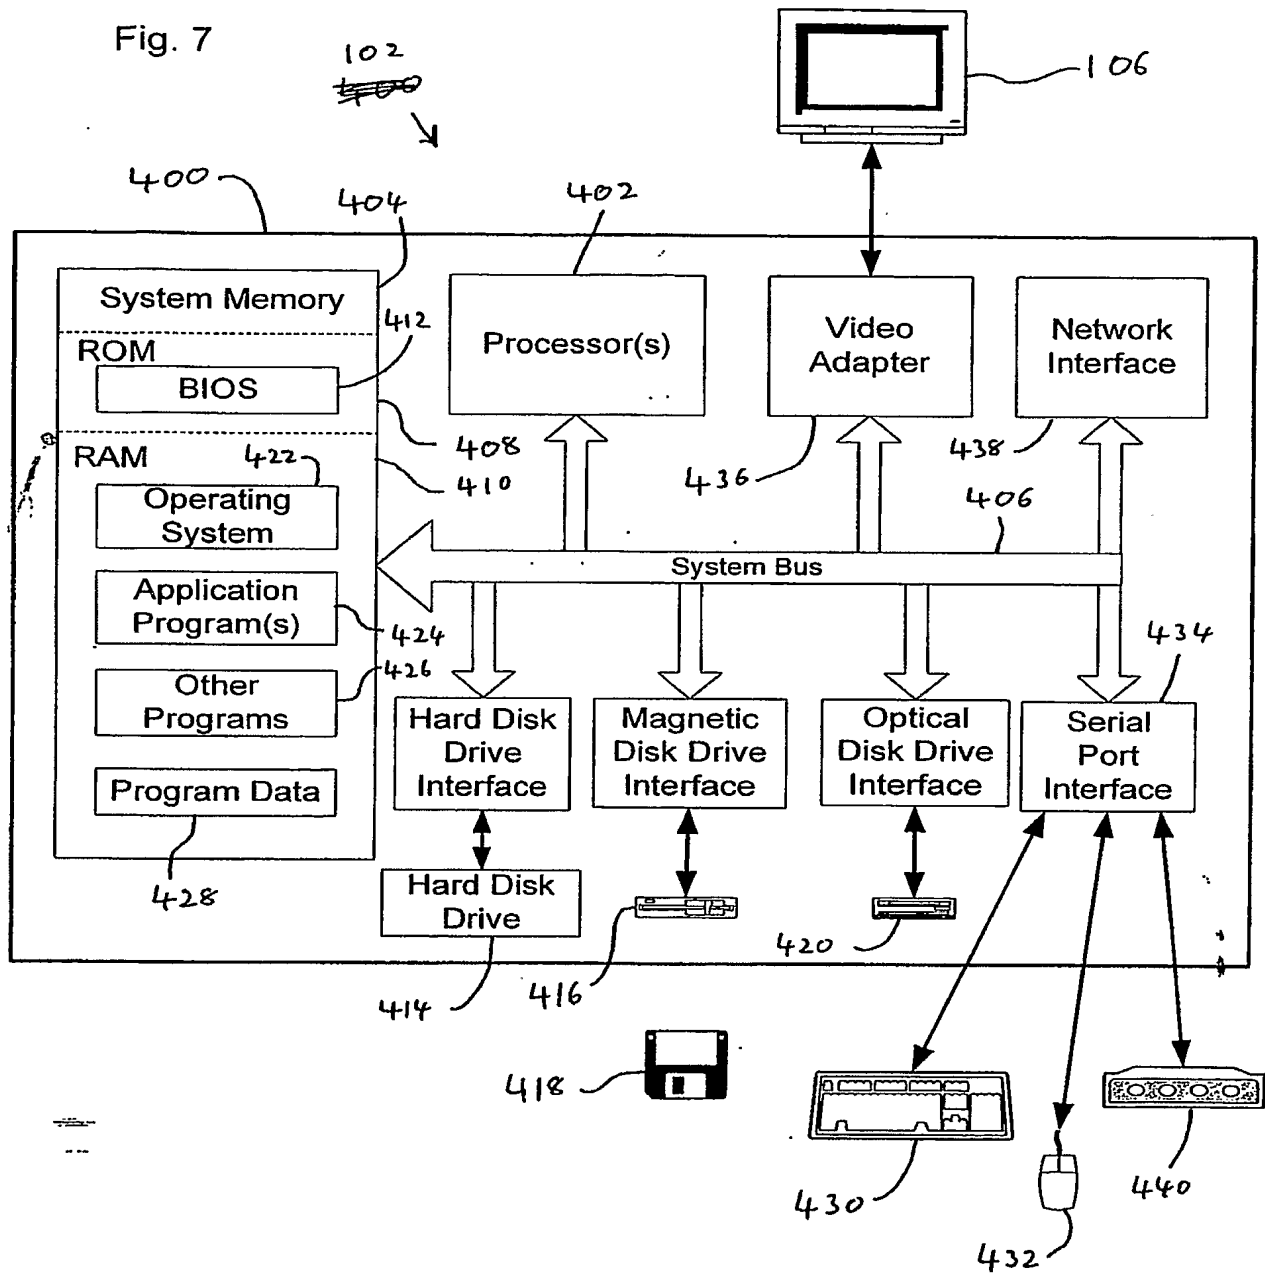 Fig. 7
102
400
106
400
404
402
System Memory
412
ROM
BIOS
408
Processor(s)
Video
Adapter
Network
Interface
436
438
RAM
422
410
Operating
System
406
System Bus
Application
Program(s)
424
426
Other
Programs
434
Hard Disk
Drive
Interface
Magnetic
Disk Drive
Interface
Optical
Disk Drive
Interface
Serial
Port
Interface
Program Data
428
Hard Disk
Drive
414
416
420
418
430
432
440